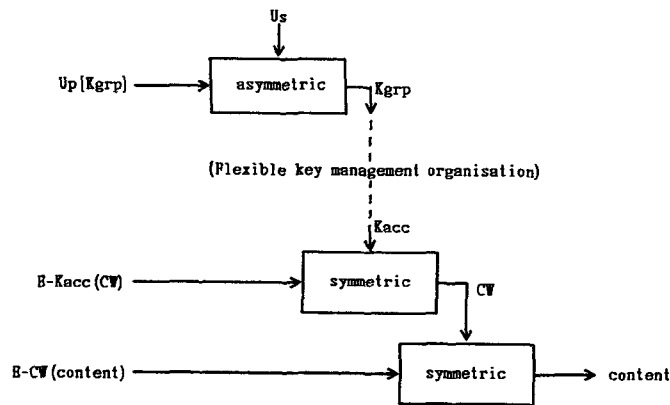 Us
Up[Kgrp]
asymmetric
Kgrp
(Flexible key management organisation)
Kacc
E-Kacc(CW)
symmetric
CW
E-CW(content)
symmetric
content